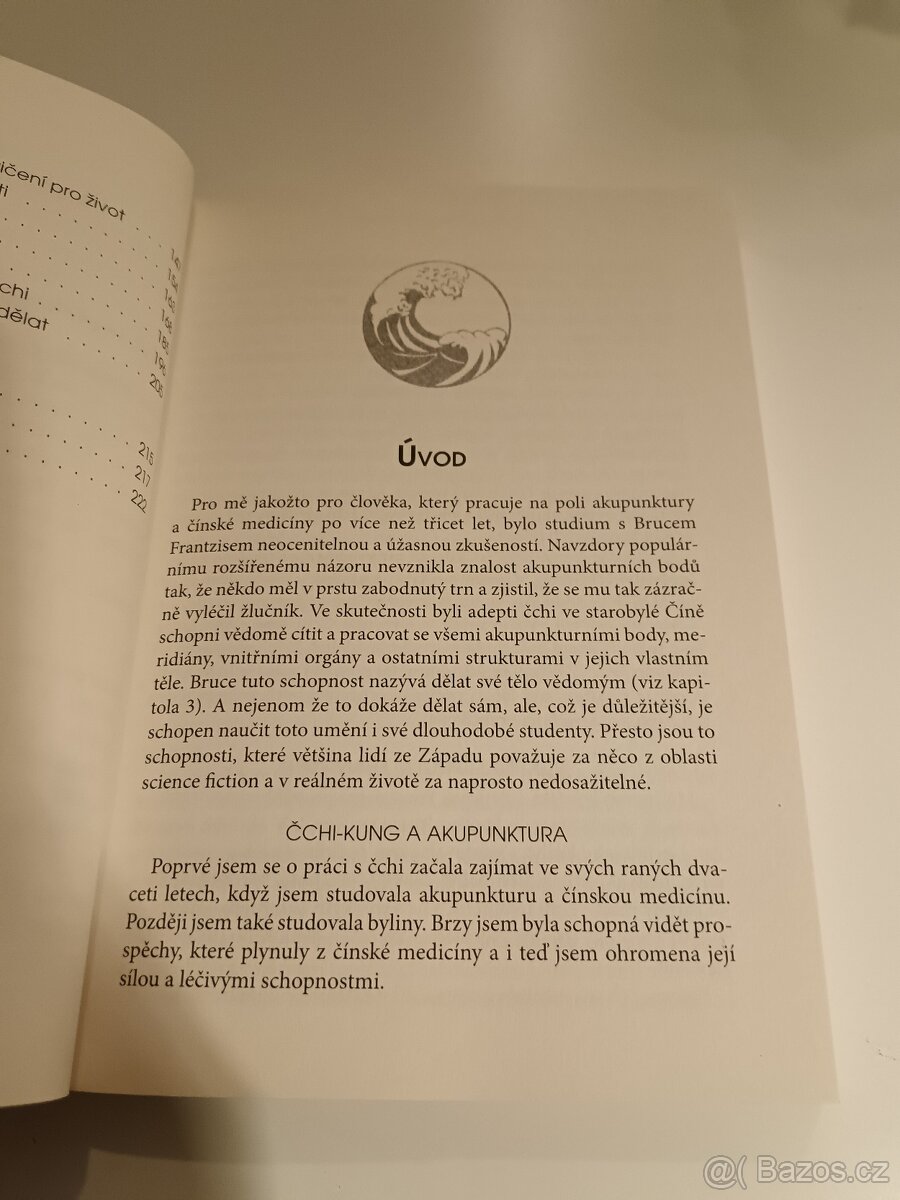 ičení pro život
ti
chi
dělat
154
185
205
215
217
222
Úvod
Pro mě jakožto pro člověka, který pracuje na poli akupunktury
a čínské medicíny po více než třicet let, bylo studium s Brucem
Frantzisem neocenitelnou a úžasnou zkušeností. Navzdory populár-
nímu rozšířenému názoru nevznikla znalost akupunkturních bodů
tak, že někdo měl v prstu zabodnutý trn a zjistil, že se mu tak zázrač-
ně vyléčil žlučník. Ve skutečnosti byli adepti čchi ve starobylé Číně
schopni vědomě cítit a pracovat se všemi akupunkturními body, me-
ridiány, vnitřními orgány a ostatními strukturami v jejich vlastním
těle. Bruce tuto schopnost nazývá dělat své tělo vědomým (viz kapi-
tola 3). A nejenom že to dokáže dělat sám, ale, což je důležitější, je
schopen naučit toto umění i své dlouhodobé studenty. Přesto jsou to
schopnosti, které většina lidí ze Západu považuje za něco z oblasti
science fiction a v reálném životě za naprosto nedosažitelné.
ČCHI-KUNG A AKUPUNKTURA
Poprvé jsem se o práci s čchi začala zajímat ve svých raných dva-
ceti letech, když jsem studovala akupunkturu a čínskou medicínu.
Později jsem také studovala byliny. Brzy jsem byla schopná vidět pro-
spěchy, které plynuly z čínské medicíny a i teď jsem ohromena její
sílou a léčivými schopnostmi.
@( Bazos.cz